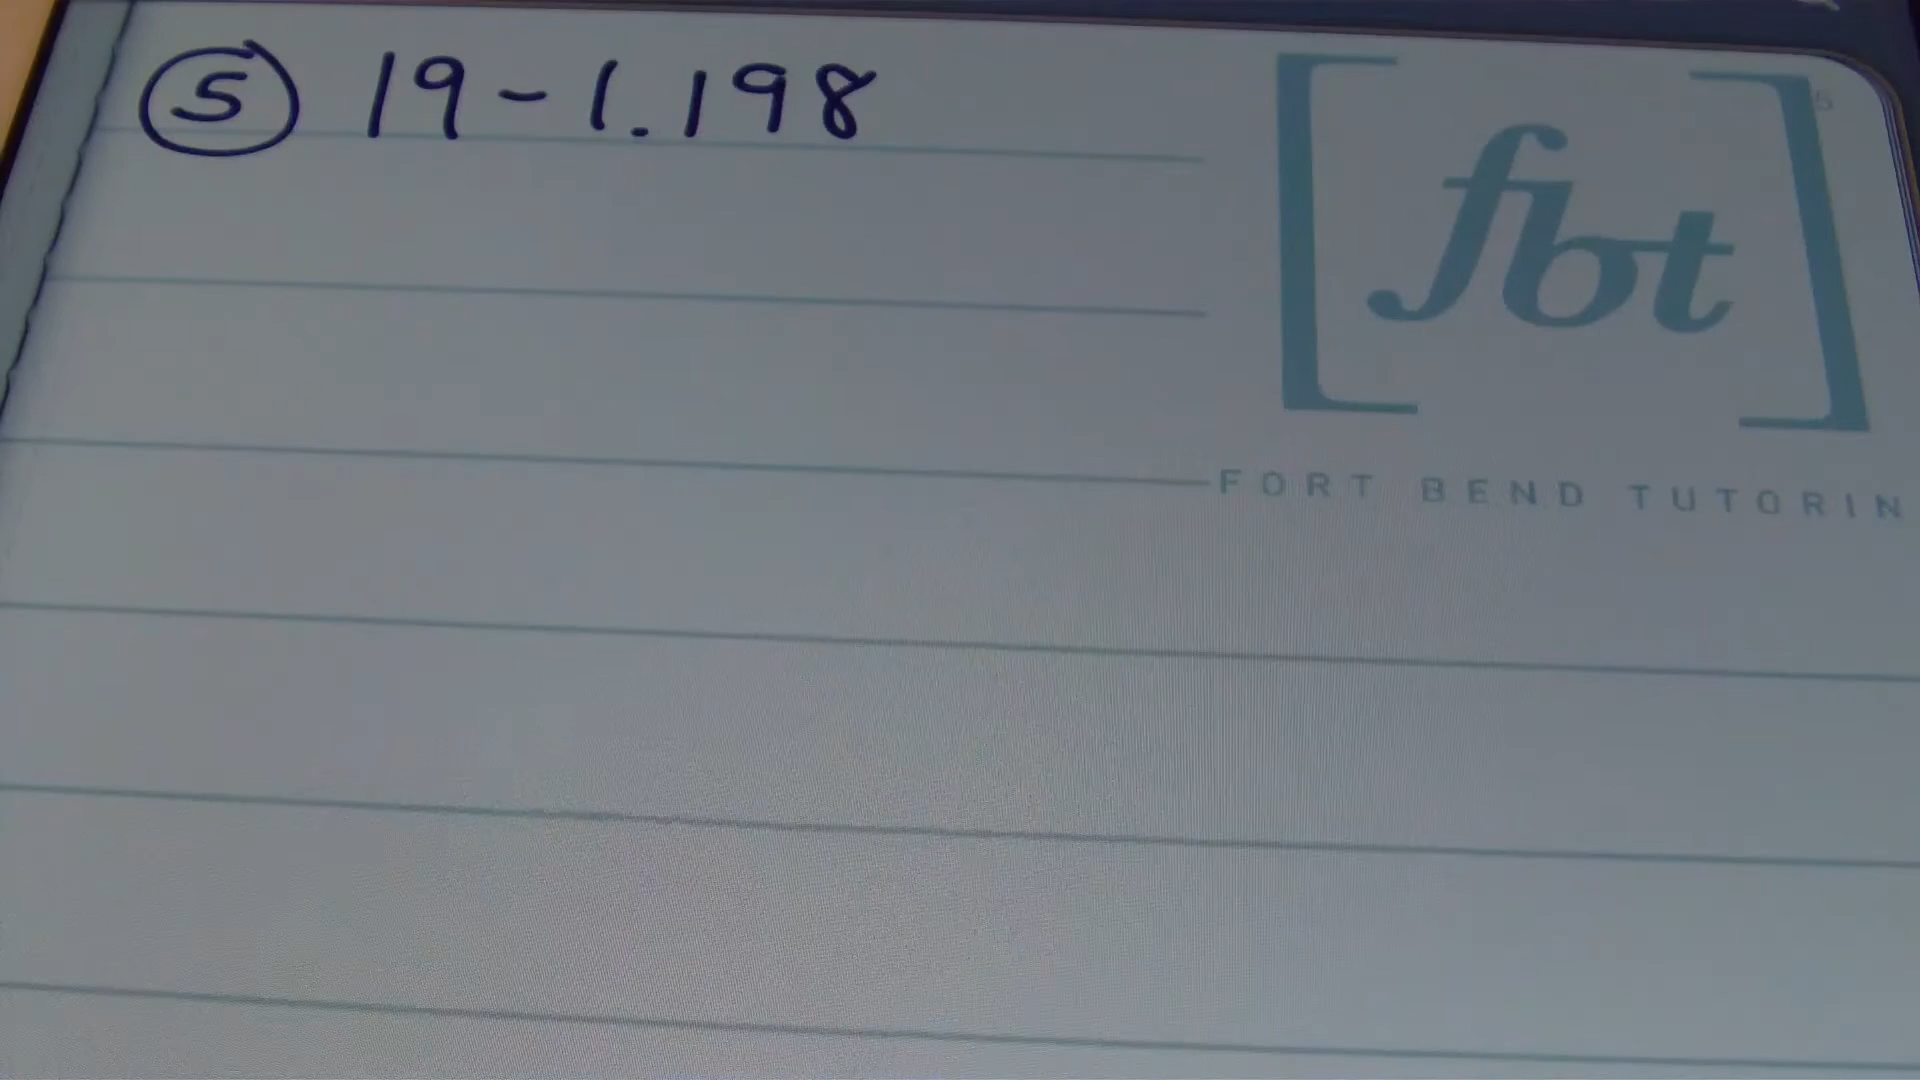 ⑤ 19 - 1.198
[fbt]
FORT BEND TUTORIN